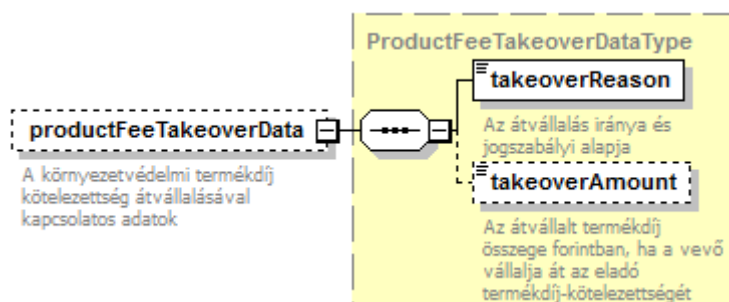 ProductFeeTakeoverDataType
takeoverReason
Az átvállalás iránya és
jogszabályi alapja
productFeeTakeoverData
A környezetvédelmi termékdíj
kötelezettség átvállalásával
kapcsolatos adatok
takeoverAmount
Az átvállalt termékdíj
összege forintban, ha a vevő
vállalja át az eladó
termékdíj-kötelezettségét